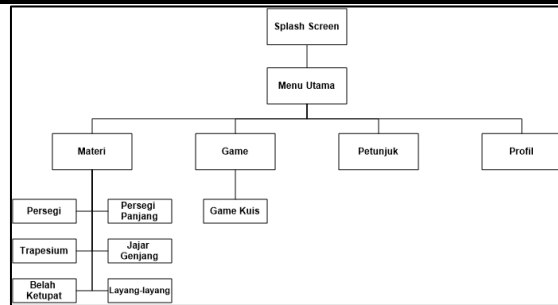 Splash Screen
Menu Utama
Materi
Game
Petunjuk
Profil
Persegi
Persegi
Panjang
Game Kuis
Trapesium
Jajar
Genjang
Belah
Ketupat
Layang-layang